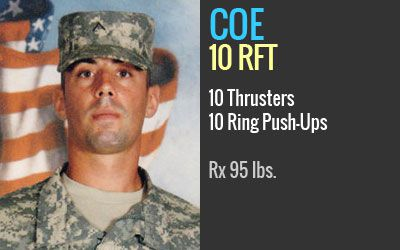 COE
10 RFT
10 Thrusters
10 Ring Push-Ups
Rx 95 lbs.